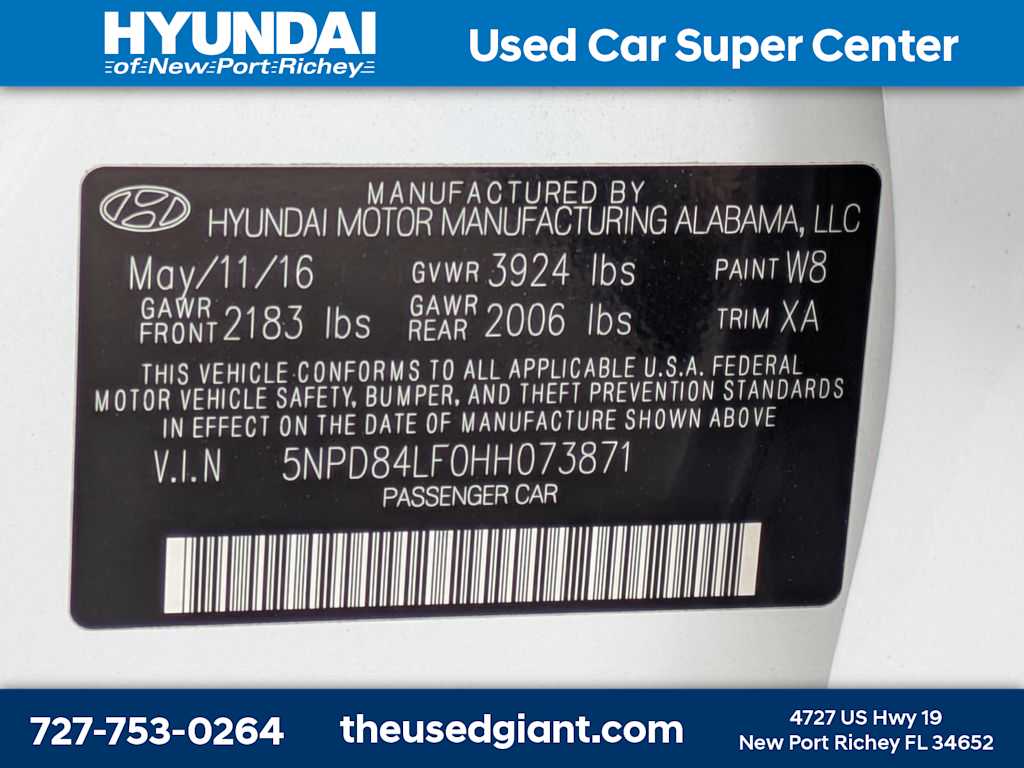 HYUNDAI
of New Port Richey
Used Car Super Center
MANUFACTURED BY
HYUNDAI MOTOR MANUFACTURING ALABAMA, LLC
May/11/16 GVWR 3924 lbs PAINT W8
GAWR FRONT 2183 lbs GAWR REAR 2006 lbs TRIM XA
THIS VEHICLE CONFORMS TO ALL APPLICABLE U.S.A. FEDERAL
MOTOR VEHICLE SAFETY, BUMPER, AND THEFT PREVENTION STANDARDS
IN EFFECT ON THE DATE OF MANUFACTURE SHOWN ABOVE
V.I.N 5NPD84LF0HH073871
PASSENGER CAR
727-753-0264
theusedgiant.com
4727 US Hwy 19
New Port Richey FL 34652